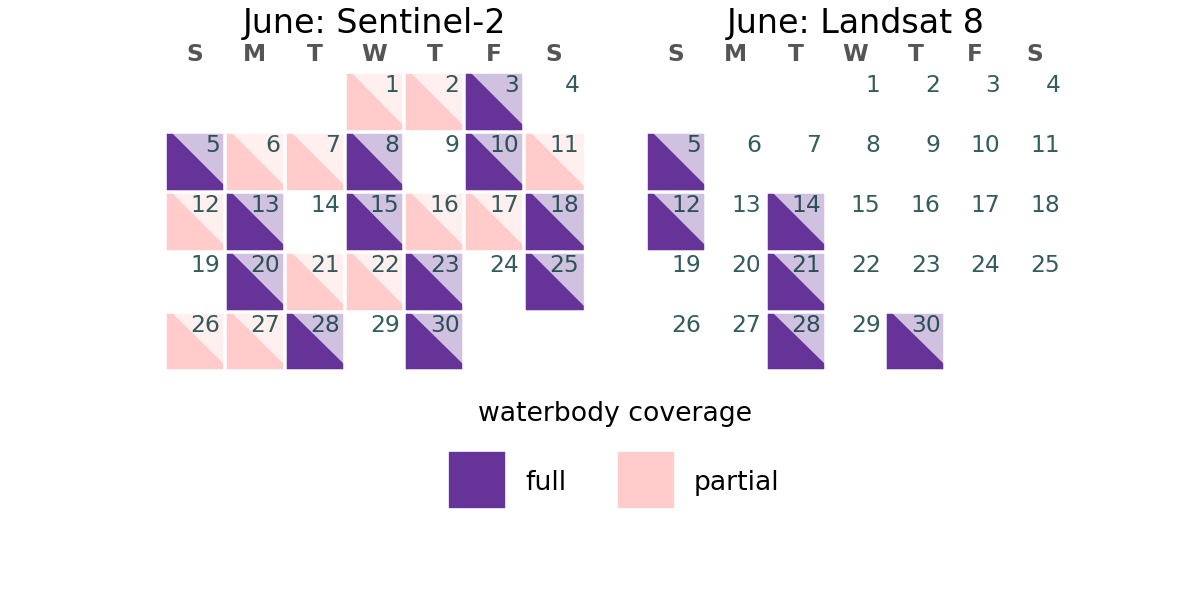 June: Sentinel-2
S M T W T F S
1 2 3 4
5 6 7 8 9 10 11
12 13 14 15 16 17 18
19 20 21 22 23 24 25
26 27 28 29 30
June: Landsat 8
S M T W T F S
1 2 3 4
5 6 7 8 9 10 11
12 13 14 15 16 17 18
19 20 21 22 23 24 25
26 27 28 29 30
waterbody coverage
full
partial